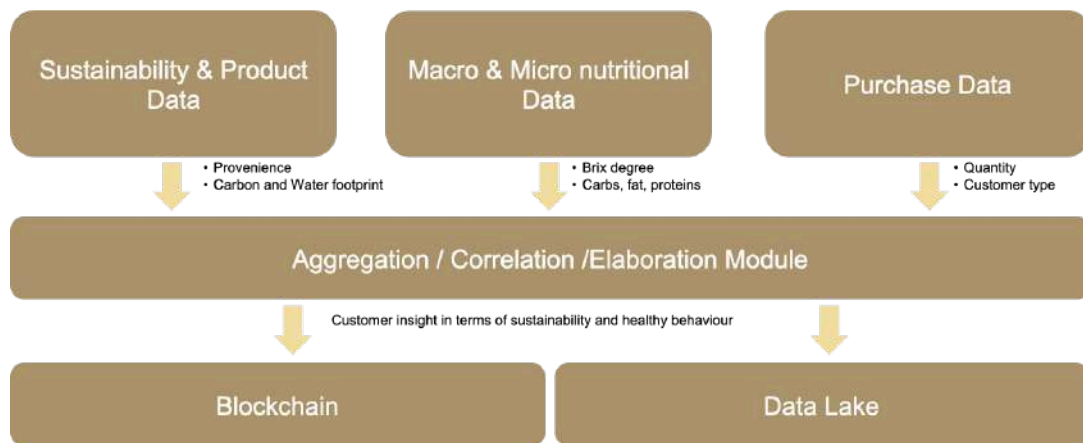 Sustainability & Product
Data
Macro & Micro nutritional
Data
Purchase Data
• Provenience
• Carbon and Water footprint
• Brix degree
• Carbs, fat, proteins
• Quantity
• Customer type
Aggregation / Correlation /Elaboration Module
Customer insight in terms of sustainability and healthy behaviour
Blockchain
Data Lake